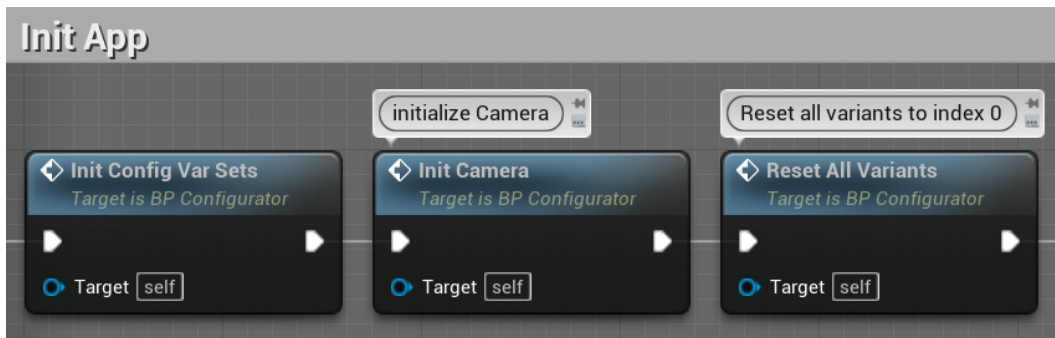 Init App
initialize Camera
Reset all variants to index 0
Init Config Var Sets
Target is BP Configurator
Init Camera
Target is BP Configurator
Reset All Variants
Target is BP Configurator
Target self
Target self
Target self